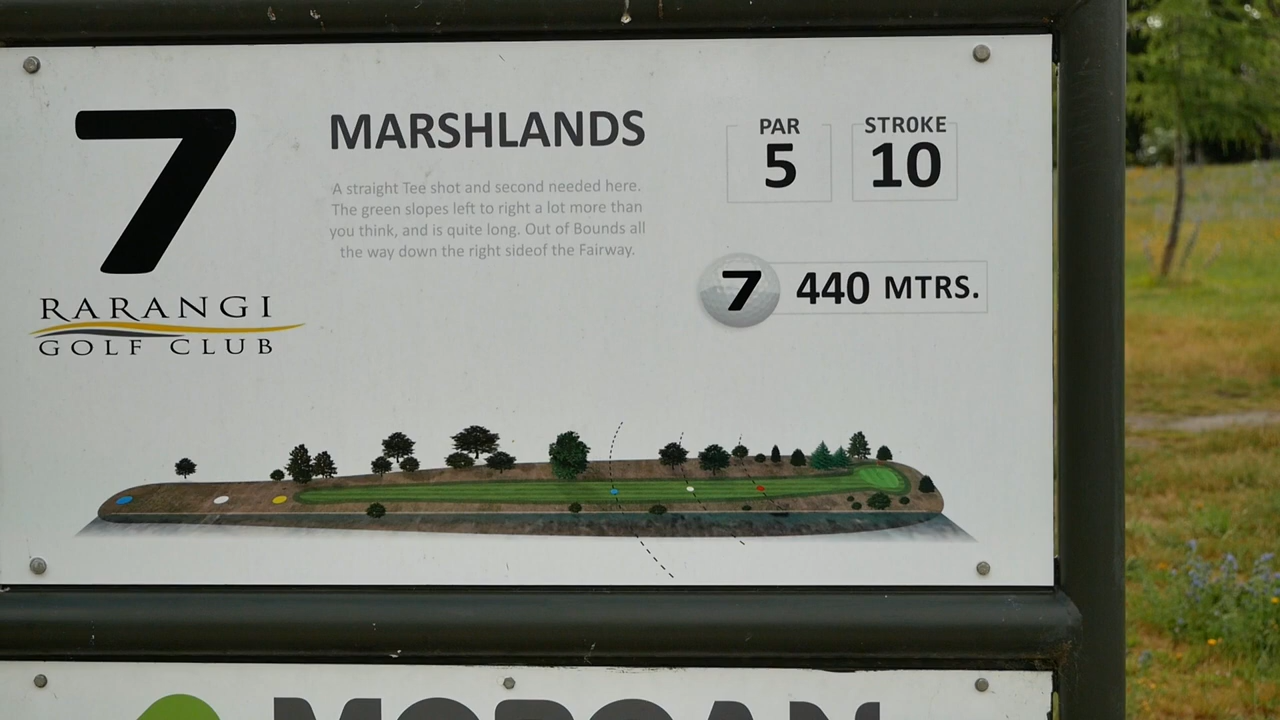 7
RARANGI
GOLF CLUB
MARSHLANDS
A straight Tee shot and second needed here.
The green slopes left to right a lot more than
you think, and is quite long. Out of Bounds all
the way down the right sideof the Fairway.
PAR
5
STROKE
10
7 440 MTRS.
MORGAN